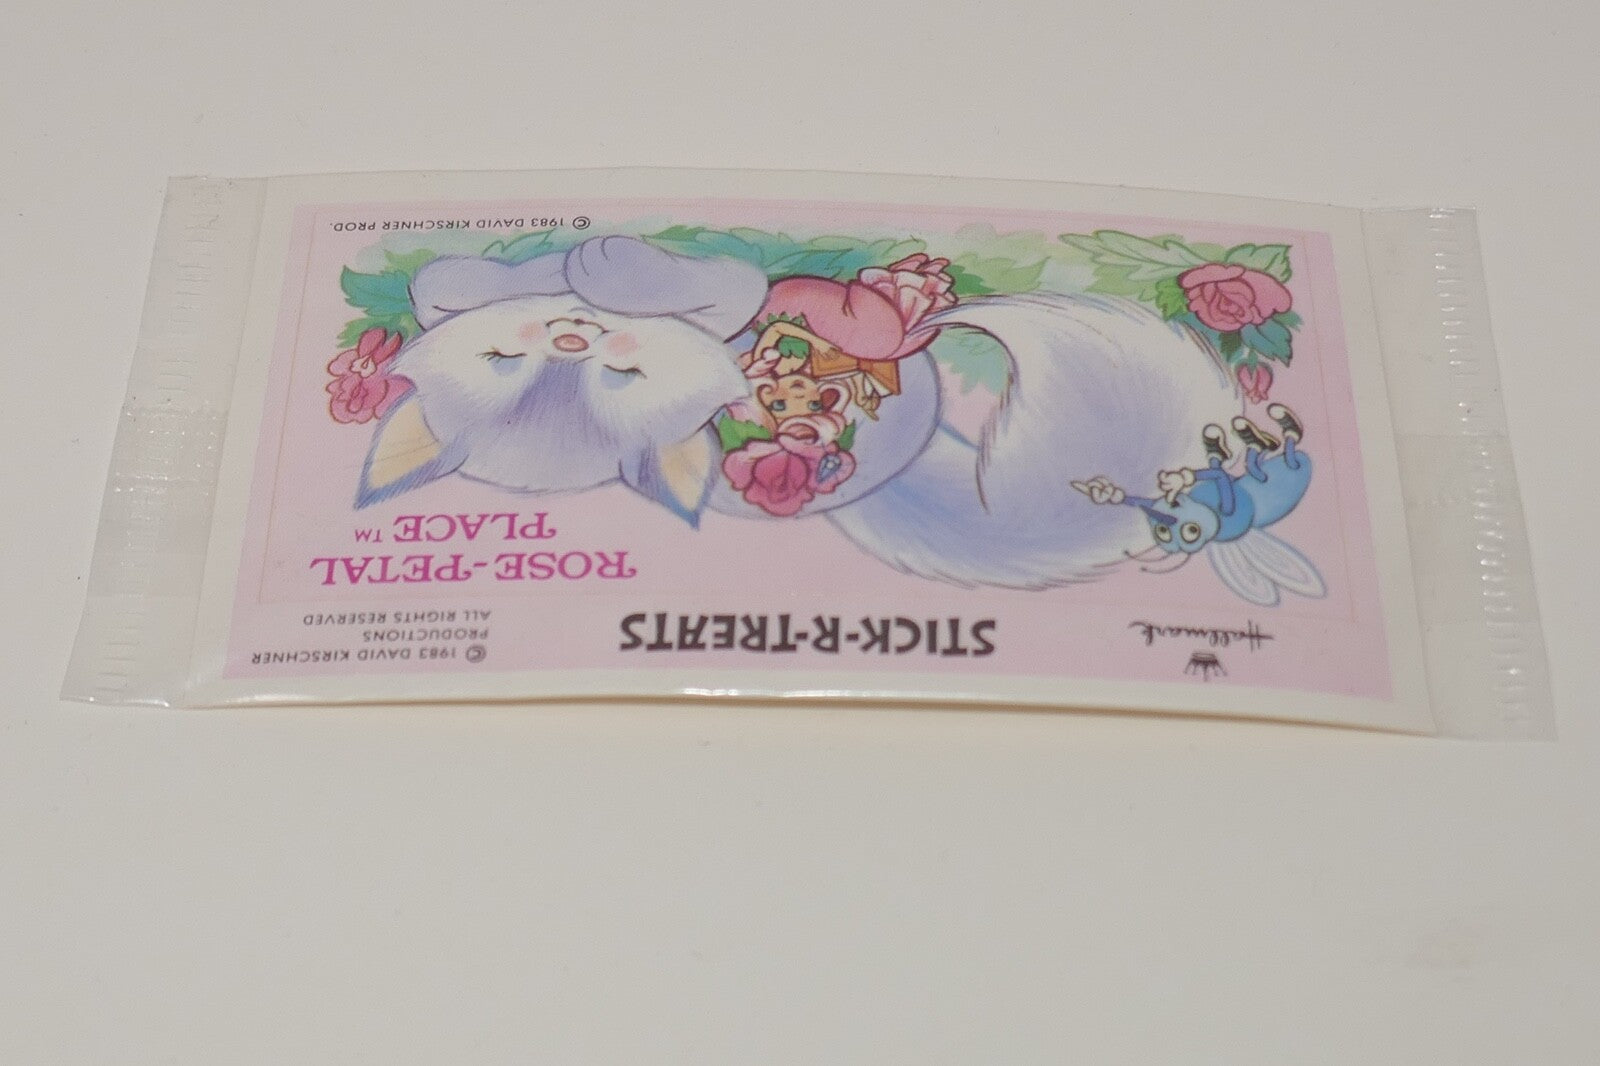 Hallmark
STICK-R-TREATS
© 1983 DAVID KIRSCHNER
PRODUCTIONS
ALL RIGHTS RESERVED
ROSE-PETAL
PLACE TM
© 1983 DAVID KIRSCHNER PROD.